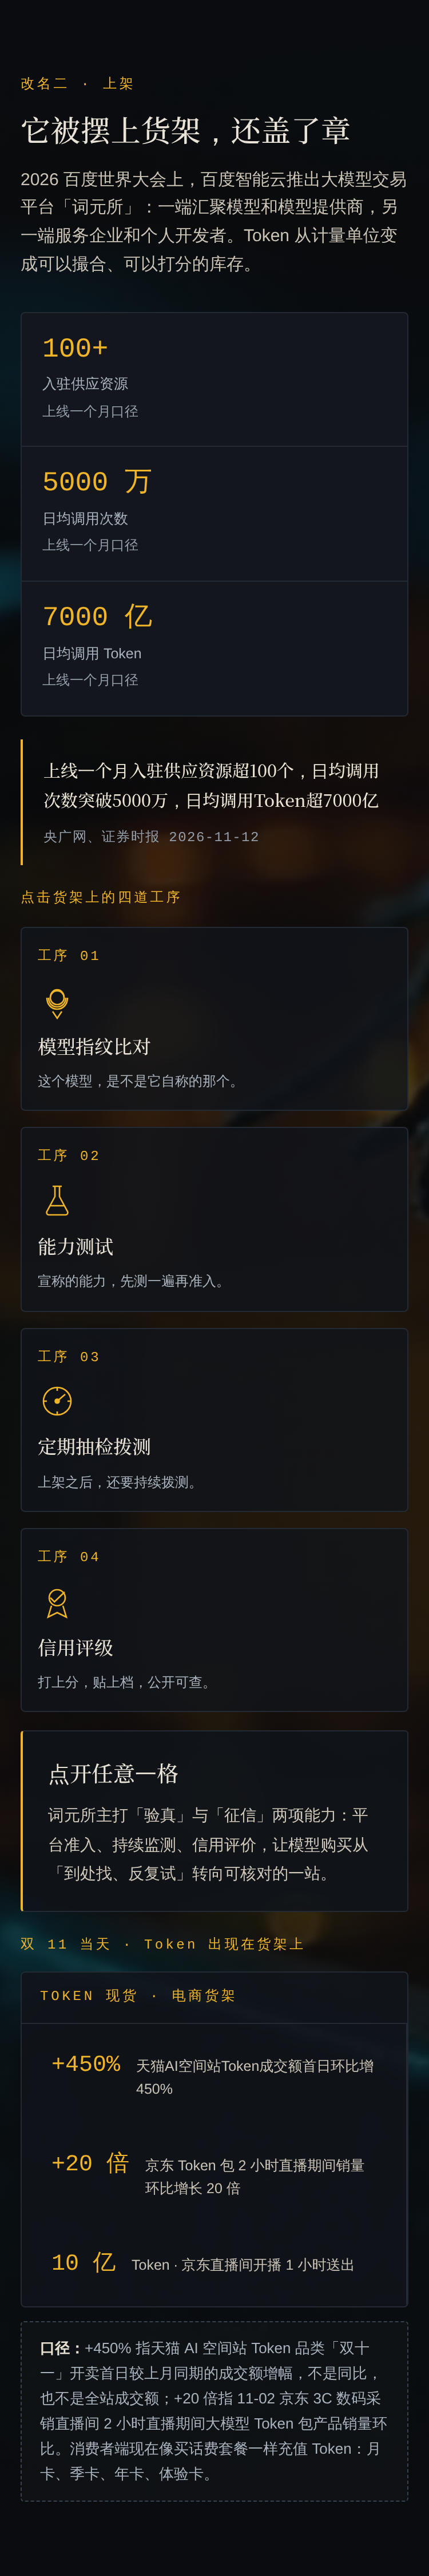 改名二 · 上架
它被摆上货架，还盖了章
2026 百度世界大会上，百度智能云推出大模型交易
平台「词元所」：一端汇聚模型和模型提供商，另
一端服务企业和个人开发者。Token 从计量单位变
成可以撮合、可以打分的库存。
100+
入驻供应资源
上线一个月口径
5000 万
日均调用次数
上线一个月口径
7000 亿
日均调用 Token
上线一个月口径
上线一个月入驻供应资源超100个，日均调用
次数突破5000万，日均调用Token超7000亿
央广网、证券时报 2026-11-12
点击货架上的四道工序
工序 01
模型指纹比对
这个模型，是不是它自称的那个。
工序 02
能力测试
宣称的能力，先测一遍再准入。
工序 03
定期抽检拨测
上架之后，还要持续拨测。
工序 04
信用评级
打上分，贴上档，公开可查。
点开任意一格
词元所主打「验真」与「征信」两项能力：平
台准入、持续监测、信用评价，让模型购买从
「到处找、反复试」转向可核对的一站。
双 11 当天 · Token 出现在货架上
TOKEN 现货 · 电商货架
+450% 天猫AI空间站Token成交额首日环比增
450%
+20 倍 京东 Token 包 2 小时直播期间销量
环比增长 20 倍
10 亿 Token · 京东直播间开播 1 小时送出
口径：+450% 指天猫 AI 空间站 Token 品类「双十
一」开卖首日较上月同期的成交额增幅，不是同比，
也不是全站成交额；+20 倍指 11-02 京东 3C 数码采
销直播间 2 小时直播期间大模型 Token 包产品销量环
比。消费者端现在像买话费套餐一样充值 Token：月
卡、季卡、年卡、体验卡。